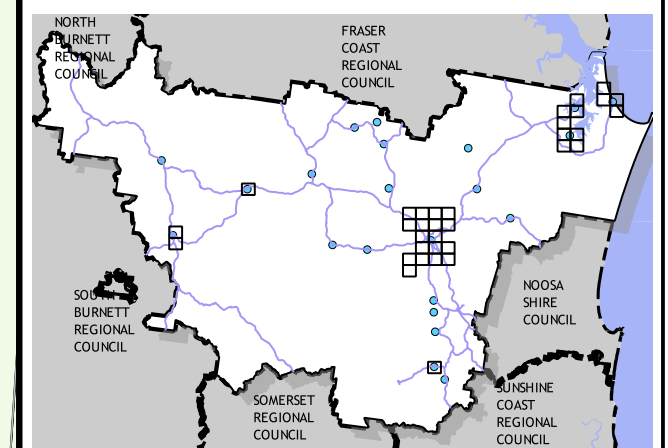 NORTH
BURNETT
REGIONAL
COUNCIL
FRASER
COAST
REGIONAL
COUNCIL
NOOSA
SHIRE
COUNCIL
SOUTH
BURNETT
REGIONAL
COUNCIL
SOMERSET
REGIONAL
COUNCIL
SUNSHINE
COAST
REGIONAL
COUNCIL